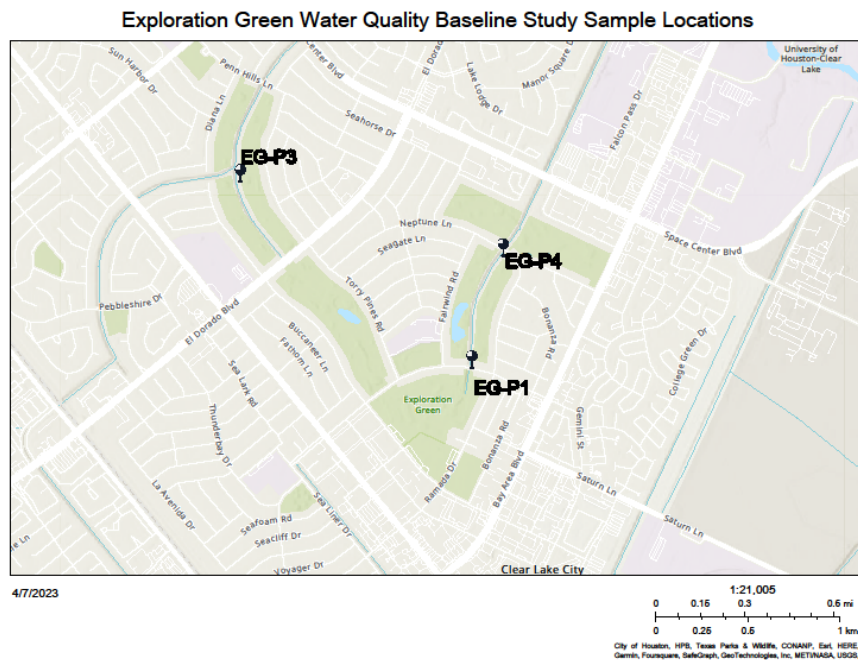 Exploration Green Water Quality Baseline Study Sample Locations
University of
Houston-Clear
Lake
Sun Harbor Dr
Penn Hills Ln
Center Blvd
El Dorado
Lake Lodge Dr
Manor Square D
Diana Ln
Seahorse Dr
Falcon Pass Dr
EG-P3
Neptune Ln
Seagate Ln
Space Center Blvd
EG-P4
Fairwind Rd
Torry Pines Rd
Pebbleshire Dr
El Dorado Blvd
Bonanza Rd
Buccaneer Ln
Fathom Ln
College Green Dr
Sea Lark Rd
EG-P1
Exploration
Green
Thunderbay Dr
Gemini St
Bonanza Rd
Ramada Dr
Bay Area Blvd
La Avenida Dr
Sea Liner Dr
Saturn Ln
Seafoam Rd
Saturn Ln
Seacliff Dr
e Ln
Voyager Dr
Clear Lake City
4/7/2023
1:21,005
0 0.16 0.3 0.6 mi
0 0.25 0.5 1 km
City of Houston, HPB, Texas Parks & Wildlife, CONANP, Esri, HERE,
Garmin, Foursquare, SafeGraph, GeoTechnologies, Inc, METI/NASA, USGS,